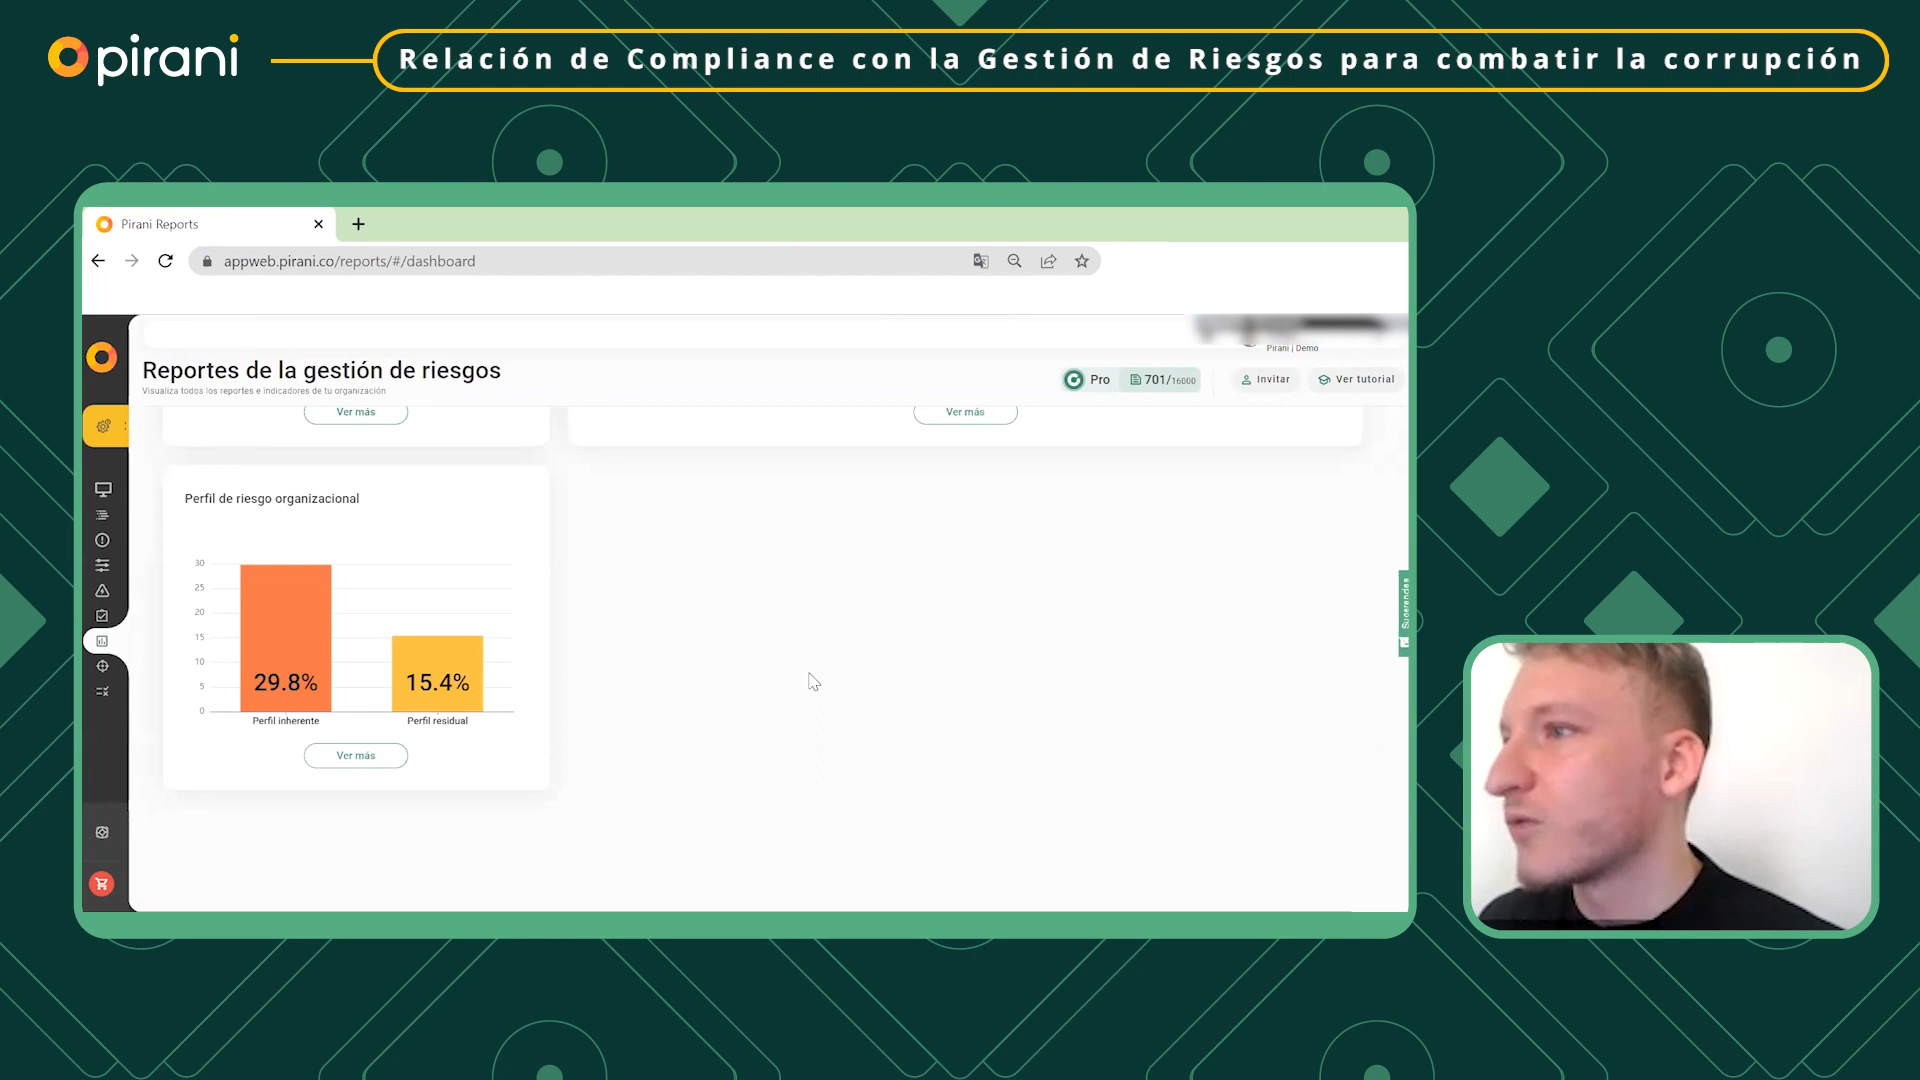 pirani
Relación de Compliance con la Gestión de Riesgos para combatir la corrupción
Pirani Reports
appweb.pirani.co/reports/#/dashboard
Pirani | Demo
Reportes de la gestión de riesgos
Visualiza todos los reportes e indicadores de tu organización
Pro
701/16000
Invitar
Ver tutorial
Ver más
Ver más
Perfil de riesgo organizacional
30
25
20
15
10
5
0
29.8%
15.4%
Perfil inherente
Perfil residual
Ver más